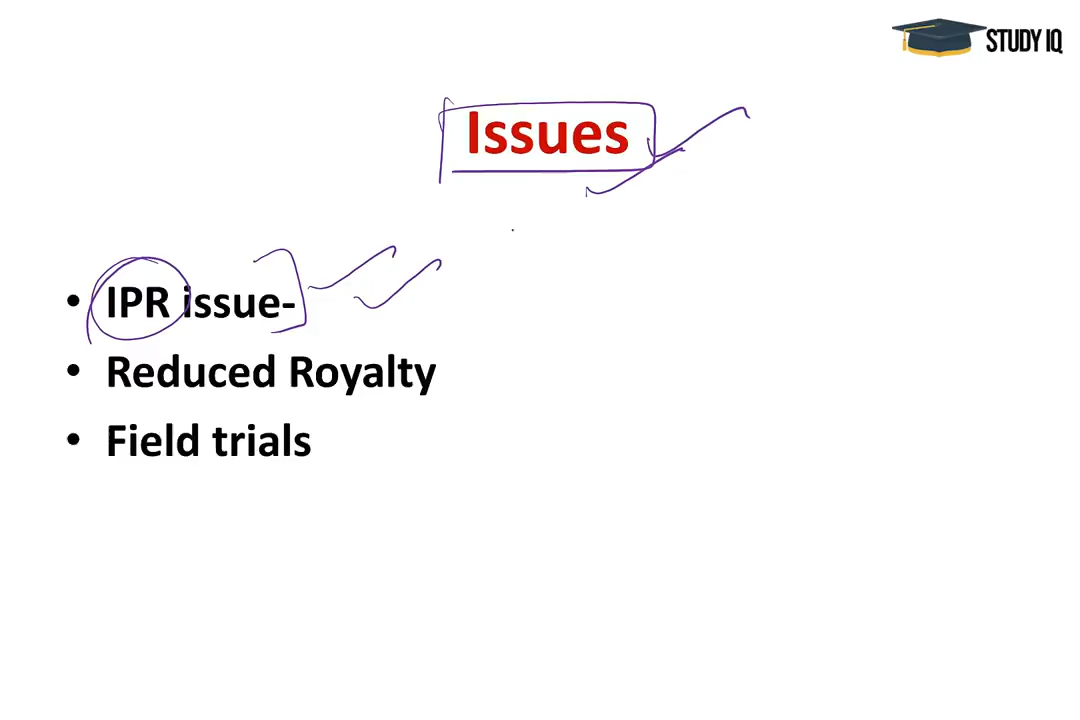 STUDY IQ
Issues
• IPR issue-
• Reduced Royalty
• Field trials